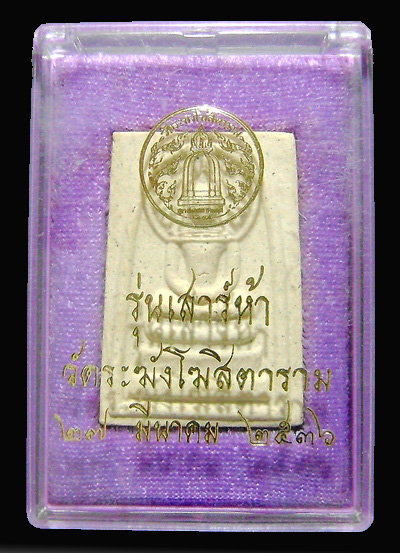 รุ่นเสาร์ห้า
วัดระฆังโฆสิตาราม
๒๗ มีนาคม ๒๕๓๖